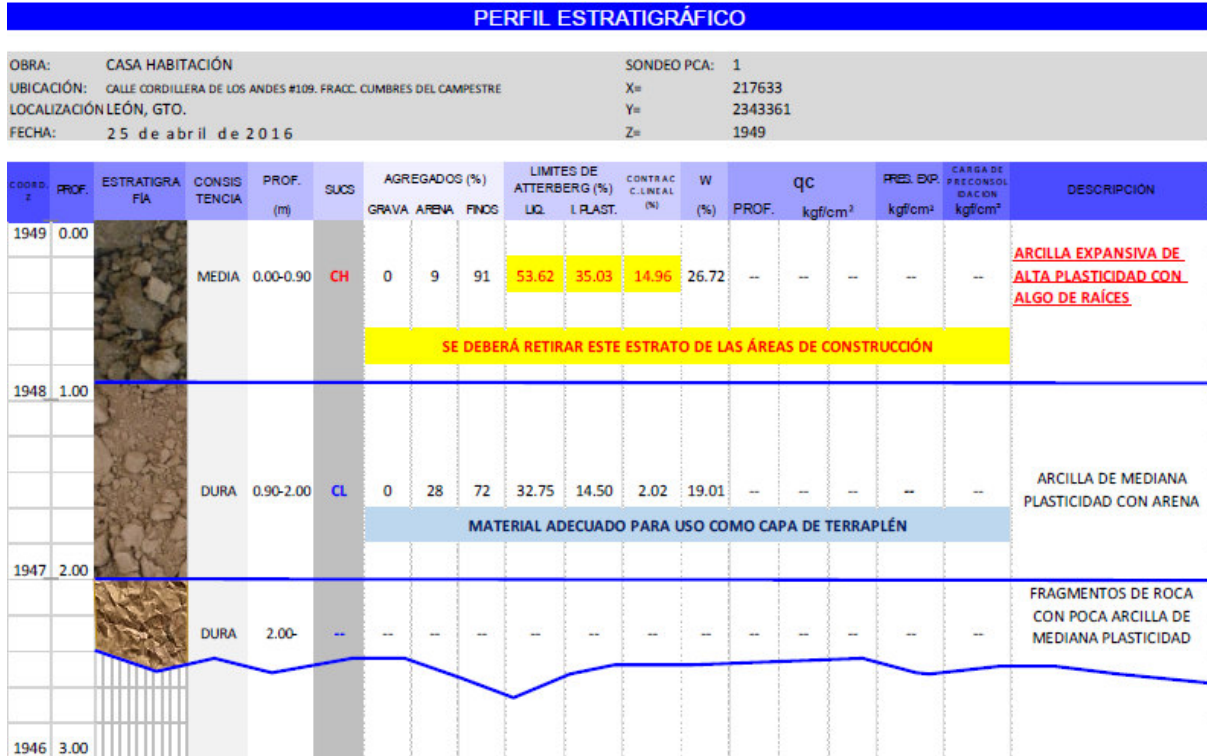 PERFIL ESTRATIGRÁFICO
OBRA: CASA HABITACIÓN SONDEO PCA: 1
UBICACIÓN: CALLE CORDILLERA DE LOS ANDES #109. FRACC. CUMBRES DEL CAMPESTRE X= 217633
LOCALIZACIÓN LEÓN, GTO. Y= 2343361
FECHA: 25 de abril de 2016 Z= 1949
COORD. Z PROF. ESTRATIGRAFÍA CONSISTENCIA PROF. (m) SUCS AGREGADOS (%) LIMITES DE ATTERBERG (%) CONTRAC C.LINEAL (%) W (%) qc PRES. EXP. CARGA DE PRECONSOLIDACION DESCRIPCIÓN
GRAVA ARENA FINOS LIQ. I. PLAST. PROF. kgf/cm² kgf/cm² kgf/cm²
1949 0.00
MEDIA 0.00-0.90 CH 0 9 91 53.62 35.03 14.96 26.72 -- -- -- -- -- ARCILLA EXPANSIVA DE
ALTA PLASTICIDAD CON
ALGO DE RAÍCES
SE DEBERÁ RETIRAR ESTE ESTRATO DE LAS ÁREAS DE CONSTRUCCIÓN
1948 1.00
DURA 0.90-2.00 CL 0 28 72 32.75 14.50 2.02 19.01 -- -- -- -- -- ARCILLA DE MEDIANA
PLASTICIDAD CON ARENA
MATERIAL ADECUADO PARA USO COMO CAPA DE TERRAPLÉN
1947 2.00
FRAGMENTOS DE ROCA
CON POCA ARCILLA DE
DURA 2.00- -- -- -- -- -- -- -- -- -- -- -- -- -- MEDIANA PLASTICIDAD
1946 3.00